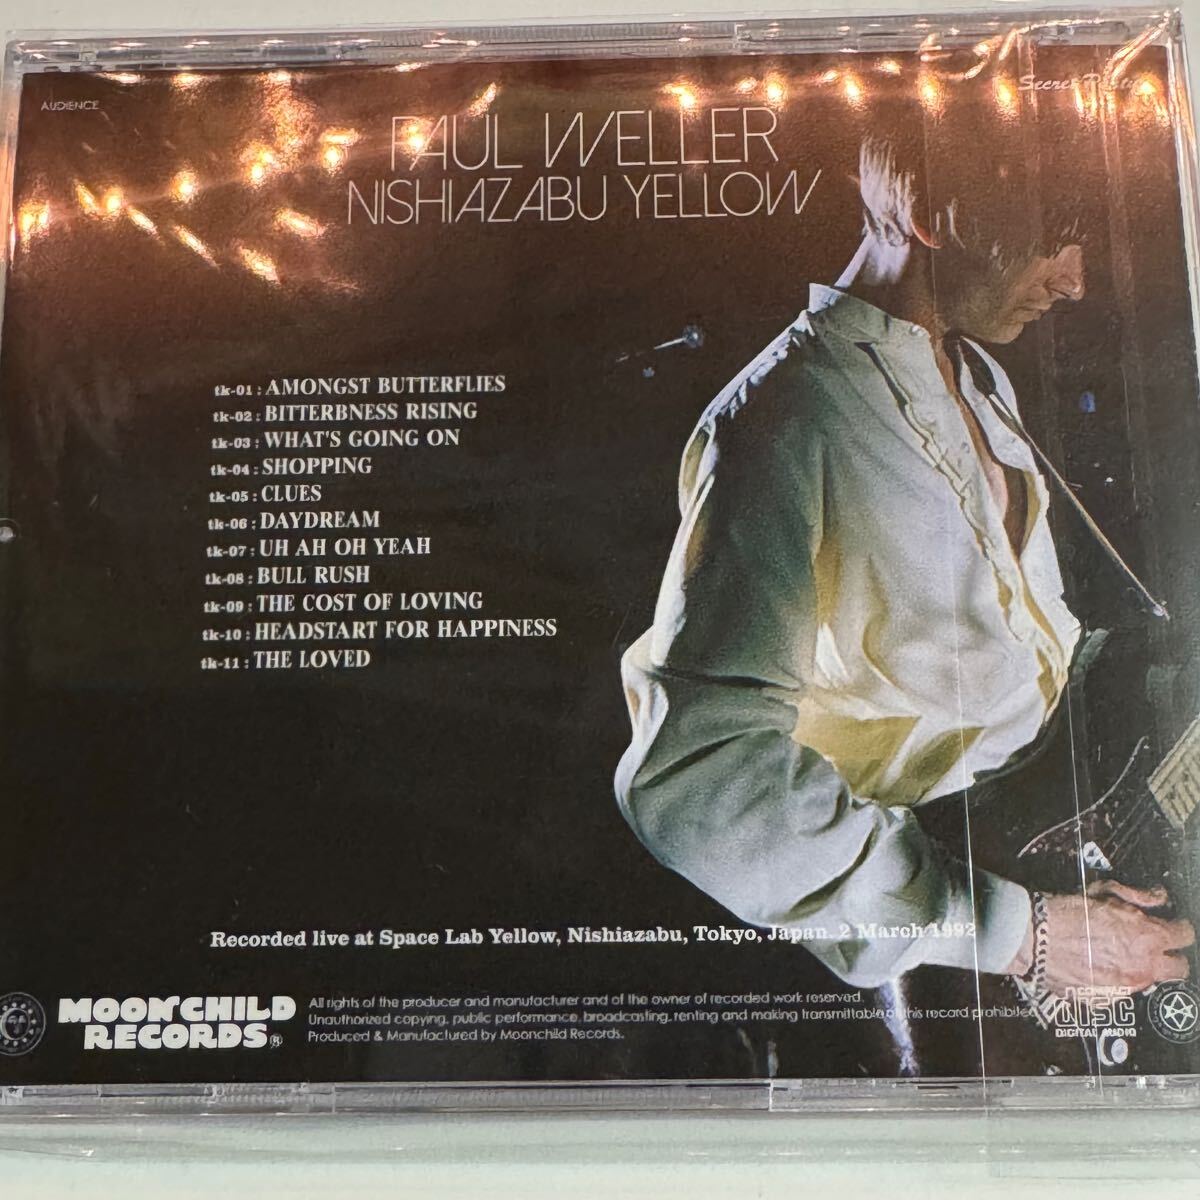 AUDIENCE
PAUL WELLER
NISHIAZABU YELLOW
tk-01 : AMONGST BUTTERFLIES
tk-02 : BITTERBNESS RISING
tk-03 : WHAT'S GOING ON
tk-04 : SHOPPING
tk-05 : CLUES
tk-06 : DAYDREAM
tk-07 : UH AH OH YEAH
tk-08 : BULL RUSH
tk-09 : THE COST OF LOVING
tk-10 : HEADSTART FOR HAPPINESS
tk-11 : THE LOVED
Recorded live at Space Lab Yellow, Nishiazabu, Tokyo, Japan. 2 March 1992
MOONCHILD
RECORDS
All rights of the producer and manufacturer and of the owner of recorded work reserved.
Unauthorized copying, public performance, broadcasting, renting and making transmittable of this record prohibited.
Produced & Manufactured by Moonchild Records.
COMPACT
disc
DIGITAL AUDIO